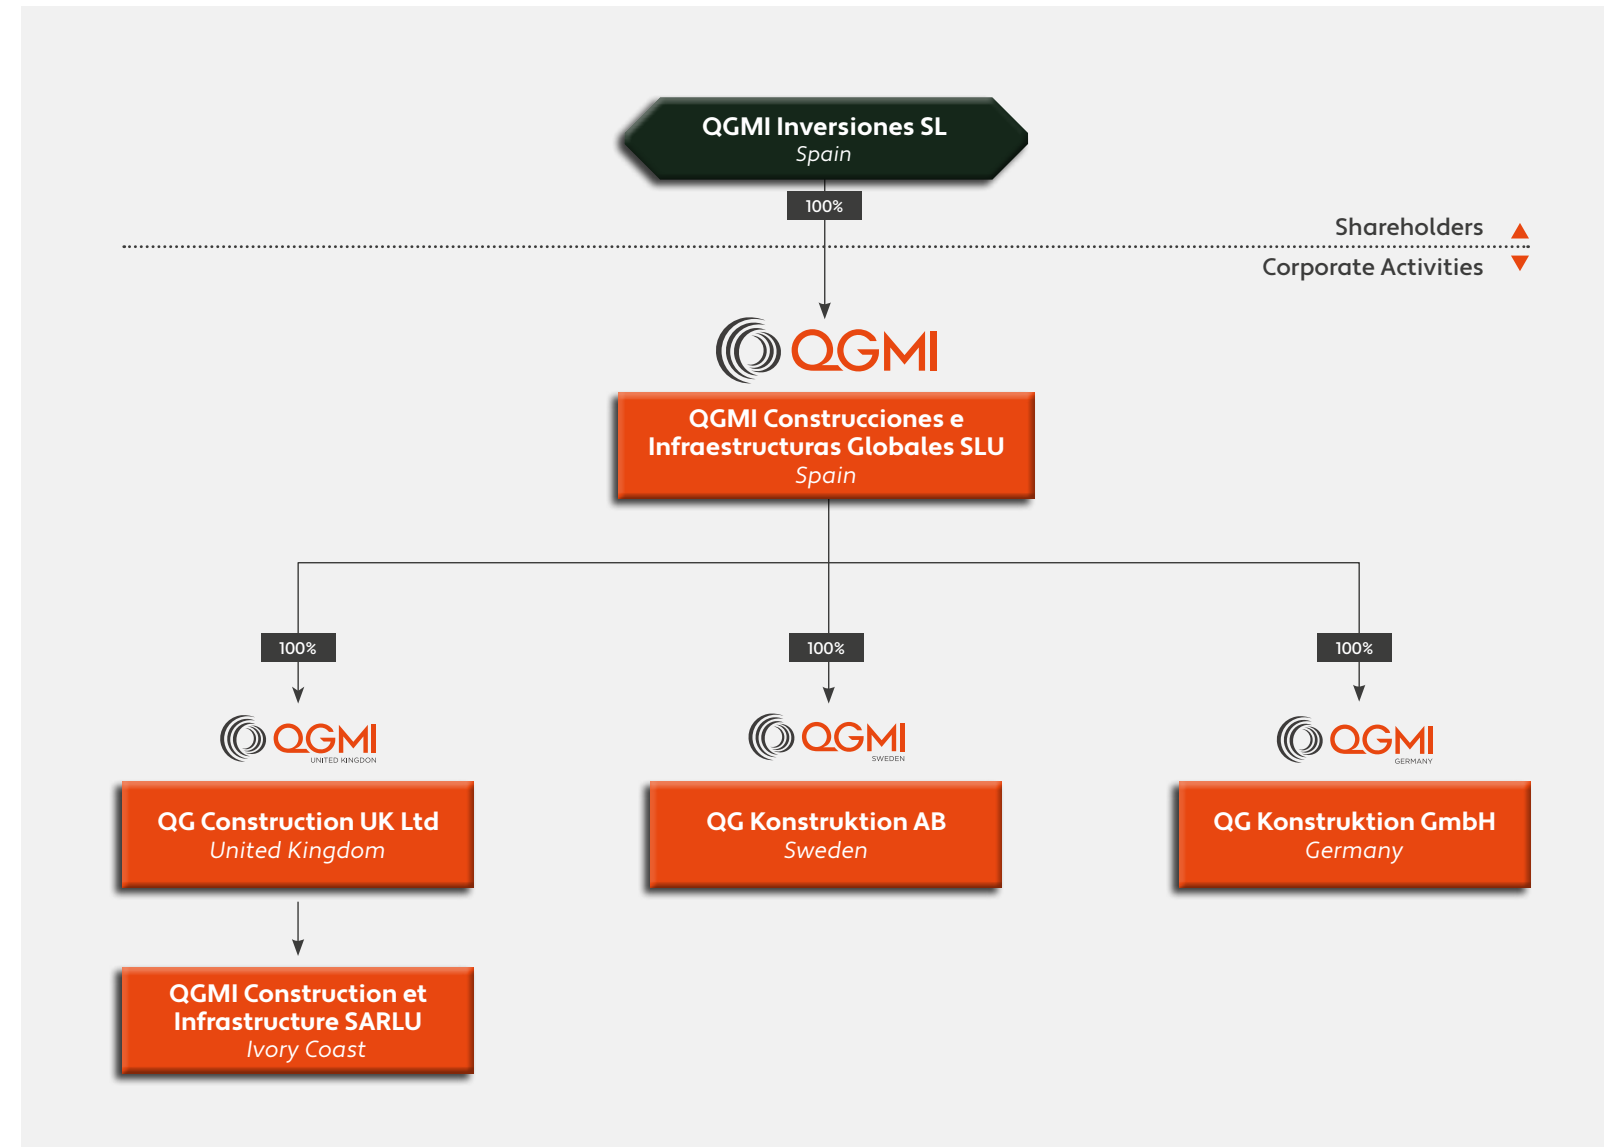 QGMI Inversiones SL
Spain
100%
Shareholders
Corporate Activities
QGMI
QGMI Construcciones e
Infraestructuras Globales SLU
Spain
100%
100%
100%
QGMI
UNITED KINGDON
QGMI
SWEDEN
QGMI
GERMANY
QG Construction UK Ltd
United Kingdom
QG Konstruktion AB
Sweden
QG Konstruktion GmbH
Germany
QGMI Construction et
Infrastructure SARLU
Ivory Coast